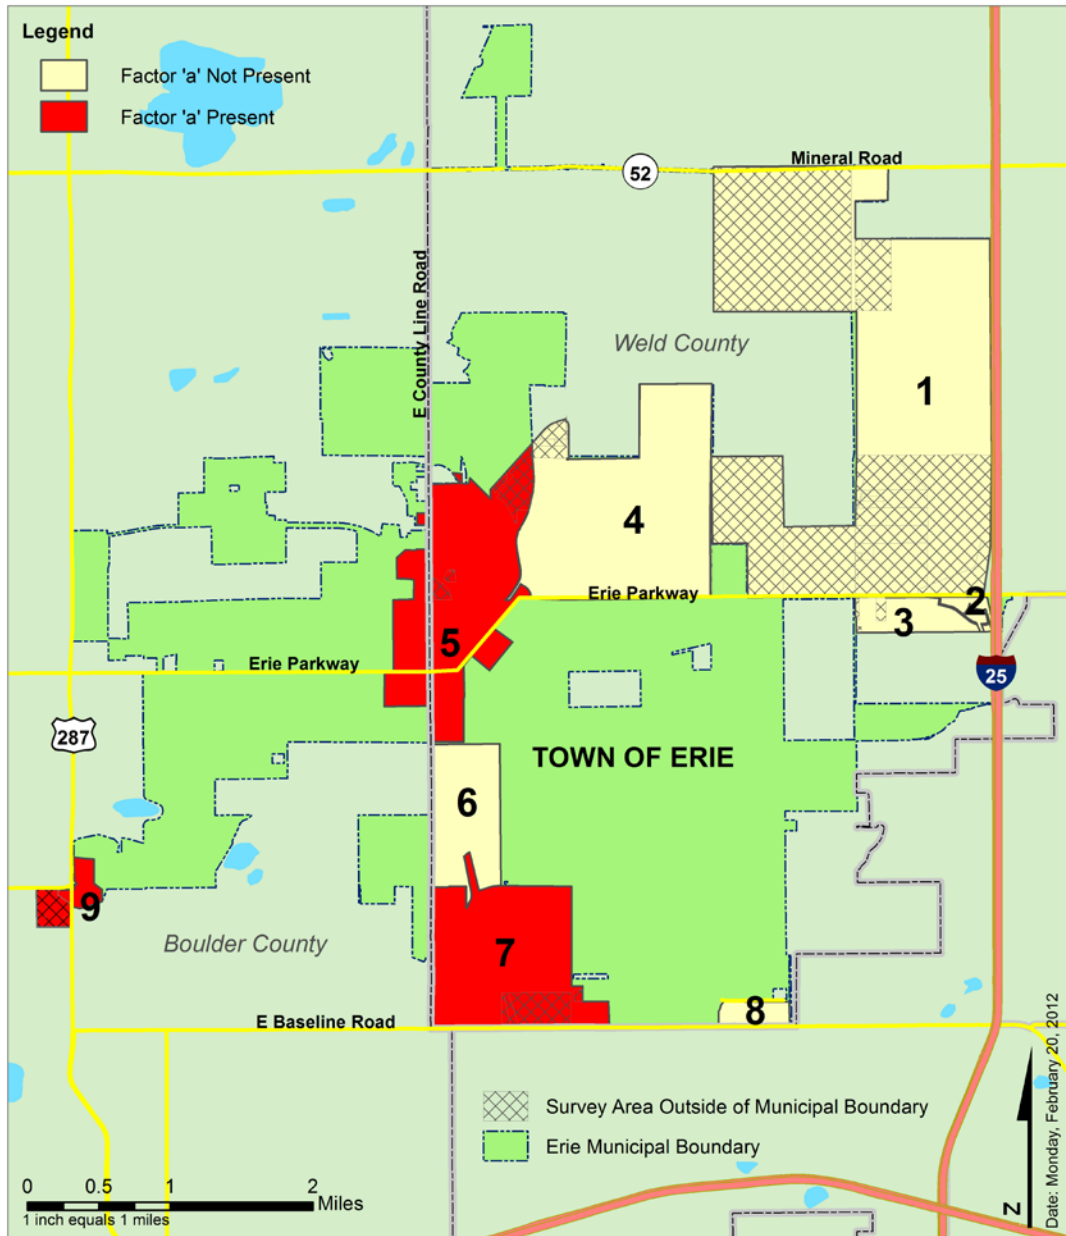 Legend
Factor 'a' Not Present
Factor 'a' Present
Mineral Road
52
E County Line Road
Weld County
1
4
Erie Parkway
2
3
5
Erie Parkway
25
287
TOWN OF ERIE
6
9
Boulder County
7
8
E Baseline Road
Survey Area Outside of Municipal Boundary
Erie Municipal Boundary
0 0.5 1 2 Miles
1 inch equals 1 miles
N
Date: Monday, February 20, 2012